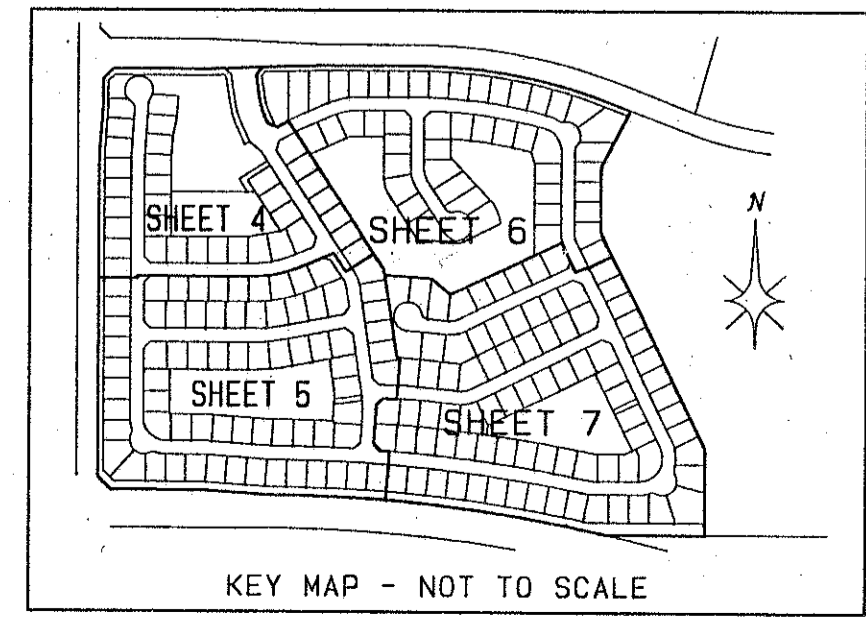 SHEET 4
SHEET 6
N
SHEET 5
SHEET 7
KEY MAP - NOT TO SCALE